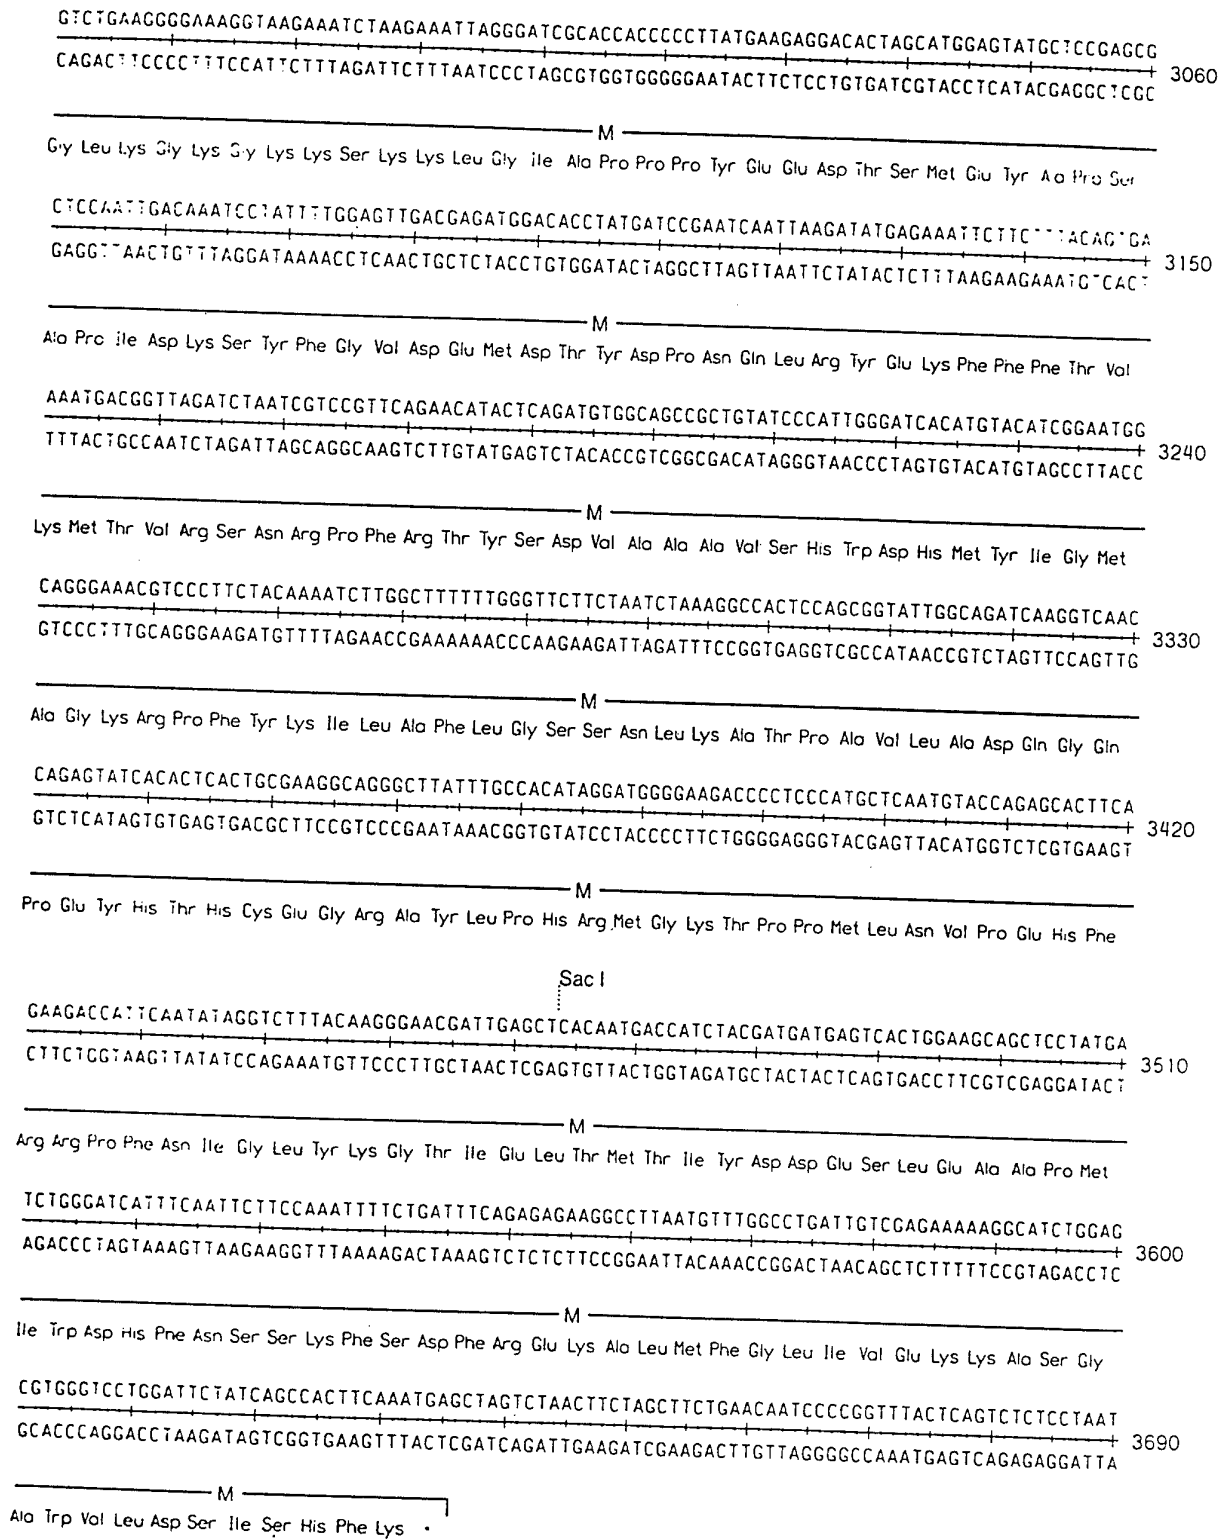 GTCTGAAGGGGAAAGGTAAGAAATCTAAGAAATTAGGGATCGCACCACCCCCTTATGAAGAGGACACTAGCATGGAGTATGCTCCGAGCG
CAGACTTCCCCTTTCCATTCTTTAGATTCTTTAATCCCTAGCGTGGTGGGGGAATACTTCTCCTGTGATCGTACCTCATACGAGGCTCGC 3060
M
Gly Leu Lys Gly Lys Gly Lys Lys Ser Lys Lys Leu Gly Ile Ala Pro Pro Pro Tyr Glu Glu Asp Thr Ser Met Glu Tyr Ala Pro Ser
CTCCAATTGACAAATCCTATTTTGGAGTTGACGAGATGGACACCTATGATCCGAATCAATTAAGATATGAGAAATTCTTCTTTACAGTGA
GAGGTTAACTGTTTAGGATAAAACCTCAACTGCTCTACCTGTGGATACTAGGCTTAGTTAATTCTATACTCTTTAAGAAGAAATGTCACT 3150
M
Ala Pro Ile Asp Lys Ser Tyr Phe Gly Val Asp Glu Met Asp Thr Tyr Asp Pro Asn Gln Leu Arg Tyr Glu Lys Phe Phe Phe Thr Val
AAATGACGGTTAGATCTAATCGTCCGTTCAGAACATACTCAGATGTGGCAGCCGCTGTATCCCATTGGGATCACATGTACATCGGAATGG
TTTACTGCCAATCTAGATTAGCAGGCAAGTCTTGTATGAGTCTACACCGTCGGCGACATAGGGTAACCCTAGTGTACATGTAGCCTTACC 3240
M
Lys Met Thr Val Arg Ser Asn Arg Pro Phe Arg Thr Tyr Ser Asp Val Ala Ala Ala Val Ser His Trp Asp His Met Tyr Ile Gly Met
CAGGGAAACGTCCCTTCTACAAAATCTTGGCTTTTTTGGGTTCTTCTAATCTAAAGGCCACTCCAGCGGTATTGGCAGATCAAGGTCAAC
GTCCCTTTGCAGGGAAGATGTTTTAGAACCGAAAAAACCCAAGAAGATTAGATTTCCGGTGAGGTCGCCATAACCGTCTAGTTCCAGTTG 3330
M
Ala Gly Lys Arg Pro Phe Tyr Lys Ile Leu Ala Phe Leu Gly Ser Ser Asn Leu Lys Ala Thr Pro Ala Val Leu Ala Asp Gln Gly Gln
CAGAGTATCACACTCACTGCGAAGGCAGGGCTTATTTGCCACATAGGATGGGGAAGACCCCTCCCATGCTCAATGTACCAGAGCACTTCA
GTCTCATAGTGTGAGTGACGCTTCCGTCCCGAATAAACGGTGTATCCTACCCCTTCTGGGGAGGGTACGAGTTACATGGTCTCGTGAAGT 3420
M
Pro Glu Tyr His Thr His Cys Glu Gly Arg Ala Tyr Leu Pro His Arg Met Gly Lys Thr Pro Pro Met Leu Asn Val Pro Glu His Phe
Sac I
GAAGACCATTCAATATAGGTCTTTACAAGGGAACGATTGAGCTCACAATGACCATCTACGATGATGAGTCACTGGAAGCAGCTCCTATGA
CTTCTGGTAAGTTATATCCAGAAATGTTCCCTTGCTAACTCGAGTGTTACTGGTAGATGCTACTACTCAGTGACCTTCGTCGAGGATACT 3510
M
Arg Arg Pro Phe Asn Ile Gly Leu Tyr Lys Gly Thr Ile Glu Leu Thr Met Thr Ile Tyr Asp Asp Glu Ser Leu Glu Ala Ala Pro Met
TCTGGGATCATTTCAATTCTTCCAAATTTTCTGATTTCAGAGAGAAGGCCTTAATGTTTGGCCTGATTGTCGAGAAAAAGGCATCTGGAG
AGACCCTAGTAAAGTTAAGAAGGTTTAAAAGACTAAAGTCTCTCTTCCGGAATTACAAACCGGACTAACAGCTCTTTTTCCGTAGACCTC 3600
M
Ile Trp Asp His Phe Asn Ser Ser Lys Phe Ser Asp Phe Arg Glu Lys Ala Leu Met Phe Gly Leu Ile Val Glu Lys Lys Ala Ser Gly
CGTGGGTCCTGGATTCTATCAGCCACTTCAAATGAGCTAGTCTAACTTCTAGCTTCTGAACAATCCCCGGTTTACTCAGTCTCTCCTAAT
GCACCCAGGACCTAAGATAGTCGGTGAAGTTTACTCGATCAGATTGAAGATCGAAGACTTGTTAGGGGCCAAATGAGTCAGAGAGGATTA 3690
M
Ala Trp Val Leu Asp Ser Ile Ser His Phe Lys .